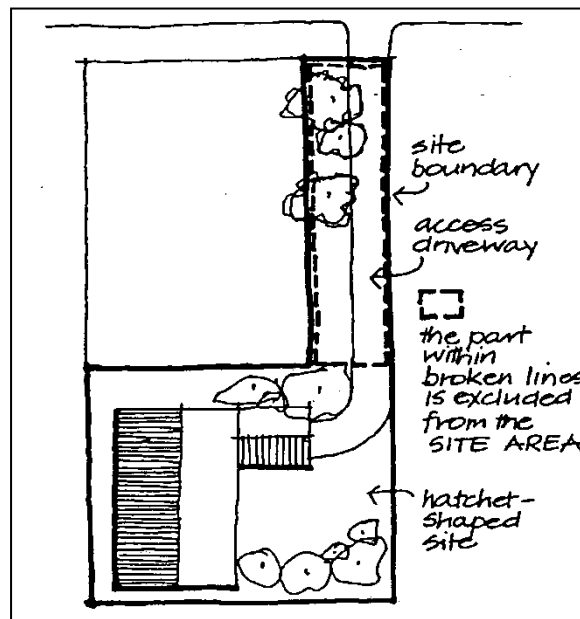 site
boundary
access
driveway
the part
within
broken lines
is excluded
from the
SITE AREA
hatchet-
shaped
site